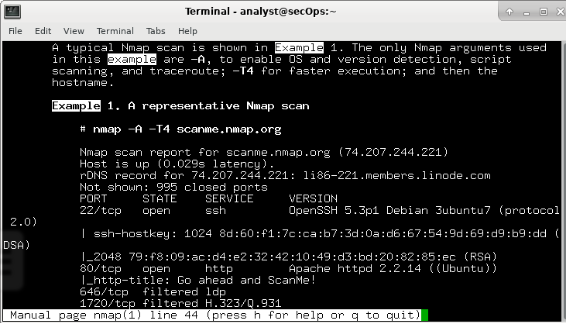 Terminal - analyst@secOps:~
File Edit View Terminal Tabs Help
A typical Nmap scan is shown in Example 1. The only Nmap arguments used
in this example are -A, to enable OS and version detection, script
scanning, and traceroute; -T4 for faster execution; and then the
hostname.
Example 1. A representative Nmap scan
# nmap -A -T4 scanme.nmap.org
Nmap scan report for scanme.nmap.org (74.207.244.221)
Host is up (0.029s latency).
rDNS record for 74.207.244.221: li86-221.members.linode.com
Not shown: 995 closed ports
PORT STATE SERVICE VERSION
22/tcp open ssh OpenSSH 5.3p1 Debian 3ubuntu7 (protocol
2.0)
| ssh-hostkey: 1024 8d:60:f1:7c:ca:b7:3d:0a:d6:67:54:9d:69:d9:b9:dd (
DSA)
|_2048 79:f8:09:ac:d4:e2:32:42:10:49:d3:bd:20:82:85:ec (RSA)
80/tcp open http Apache httpd 2.2.14 ((Ubuntu))
|_http-title: Go ahead and ScanMe!
646/tcp filtered ldp
1720/tcp filtered H.323/Q.931
Manual page nmap(1) line 44 (press h for help or q to quit)